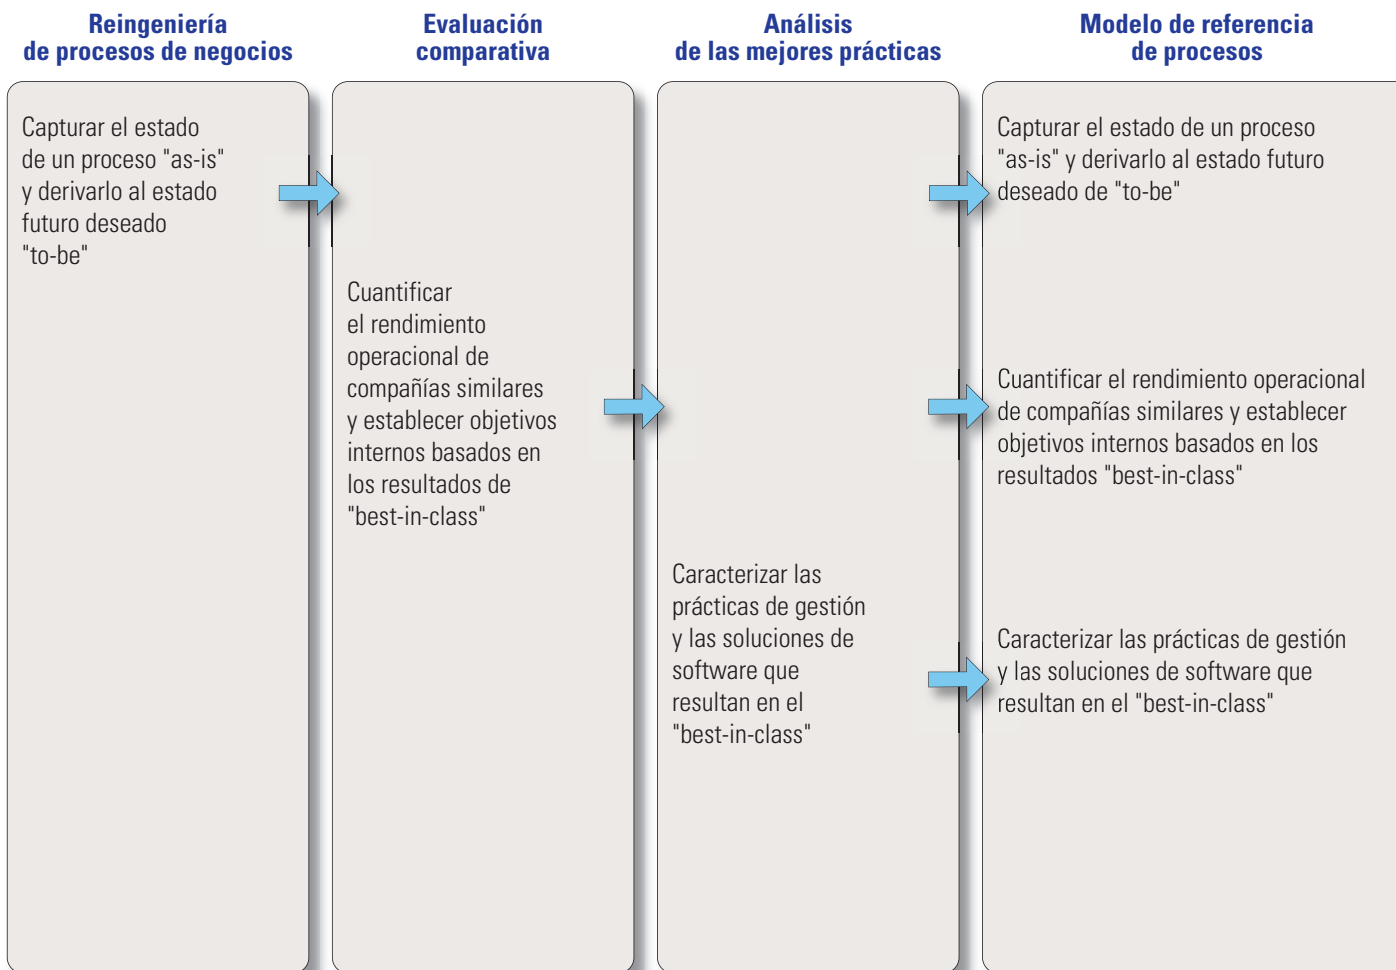 Reingeniería
de procesos de negocios
Capturar el estado
de un proceso "as-is"
y derivarlo al estado
futuro deseado
"to-be"
Evaluación
comparativa
Cuantificar
el rendimiento
operacional de
compañías similares
y establecer objetivos
internos basados en
los resultados de
"best-in-class"
Análisis
de las mejores prácticas
Caracterizar las
prácticas de gestión
y las soluciones de
software que
resultan en el
"best-in-class"
Modelo de referencia
de procesos
Capturar el estado de un proceso
"as-is" y derivarlo al estado futuro
deseado de "to-be"
Cuantificar el rendimiento operacional
de compañías similares y establecer
objetivos internos basados en los
resultados "best-in-class"
Caracterizar las prácticas de gestión
y las soluciones de software que
resultan en el "best-in-class"